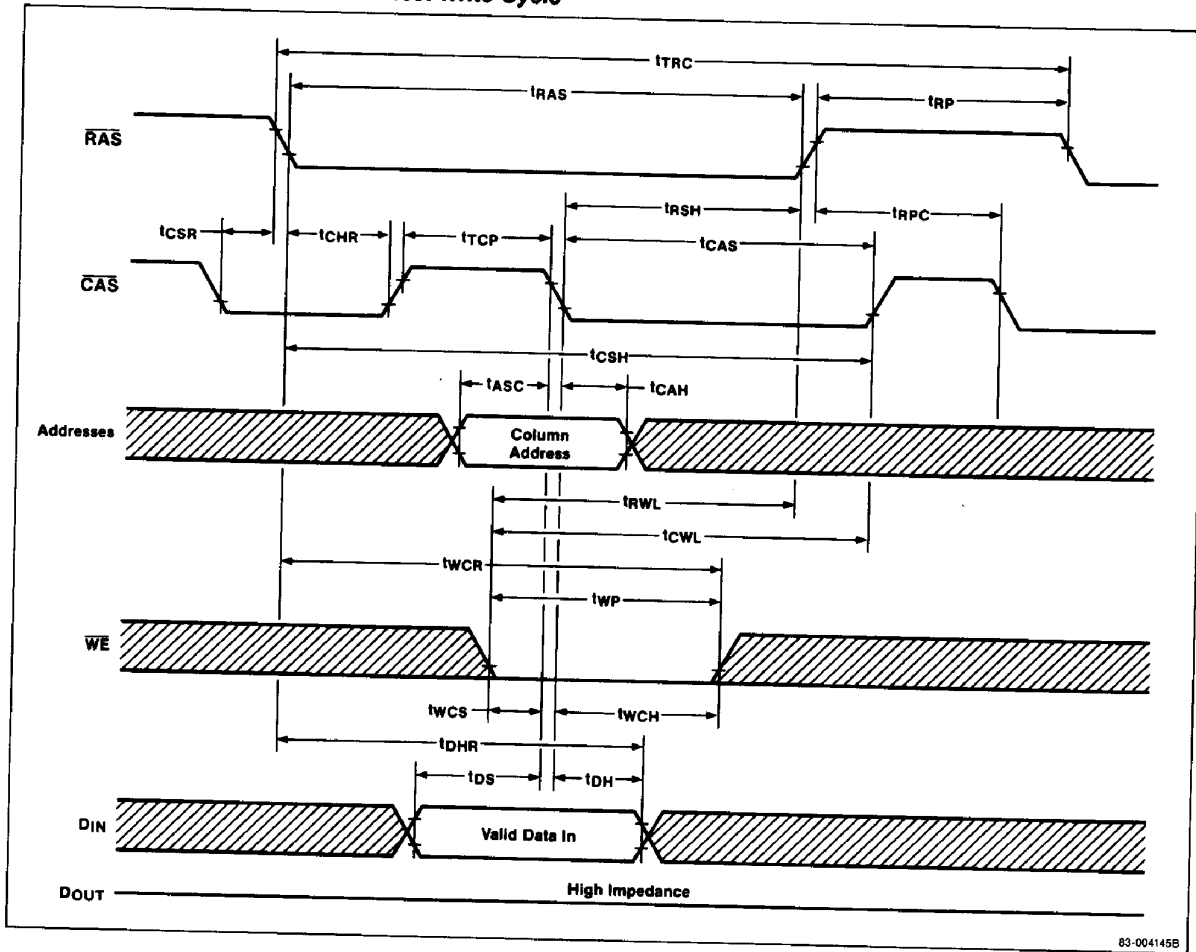 Write Cycle
tTRC
tRAS
tRP
RAS
tRSH
tRPC
tCSR
tCHR
tTCP
tCAS
CAS
tCSH
tASC
tCAH
Addresses
Column
Address
tRWL
tCWL
tWCR
tWP
WE
tWCS
tWCH
tDHR
tDS
tDH
DIN
Valid Data In
DOUT
High Impedance
83-004145B